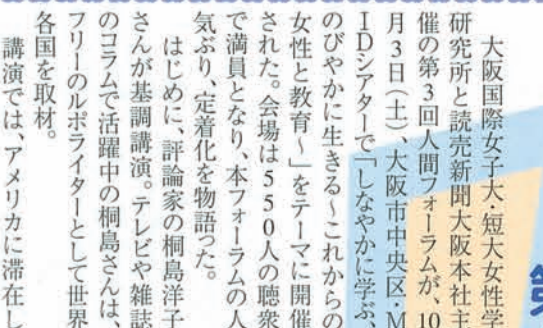 大阪国際女子大・短大女性学
研究所と読売新聞大阪本社主
催の第3回人間フォーラムが、10
月3日(土)、大阪市中央区・M
IDシアターで「しなやかに学ぶ、
のびやかに生きる〜これからの
女性と教育〜」をテーマに開催
された。会場は550人の聴衆
で満員となり、本フォーラムの人
気ぶり、定着化を物語った。
はじめに、評論家の桐島洋子
さんが基調講演。テレビや雑誌
のコラムで活躍中の桐島さんは、
フリーのルポライターとして世界
各国を取材。
講演では、アメリカに滞在し